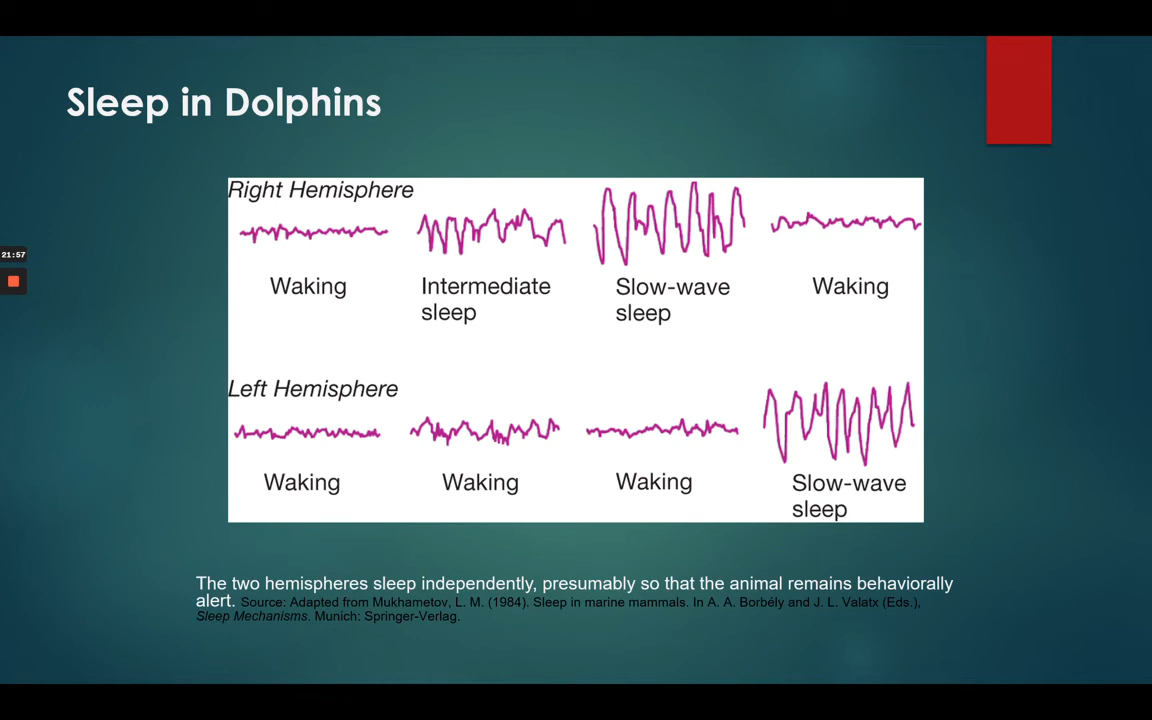 Sleep in Dolphins
Right Hemisphere
Waking
Intermediate
sleep
Slow-wave
sleep
Waking
21:57
Left Hemisphere
Waking
Waking
Waking
Slow-wave
sleep
The two hemispheres sleep independently, presumably so that the animal remains behaviorally
alert. Source: Adapted from Mukhametov, L. M. (1984). Sleep in marine mammals. In A. A. Borbély and J. L. Valatx (Eds.),
Sleep Mechanisms. Munich: Springer-Verlag.